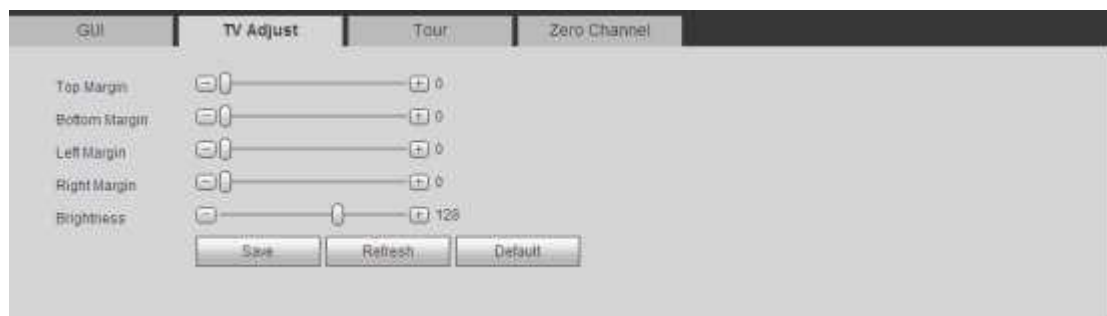 GUI TV Adjust Tour Zero Channel
Top Margin 0
Bottom Margin 0
Left Margin 0
Right Margin 0
Brightness 128
Save Refresh Default